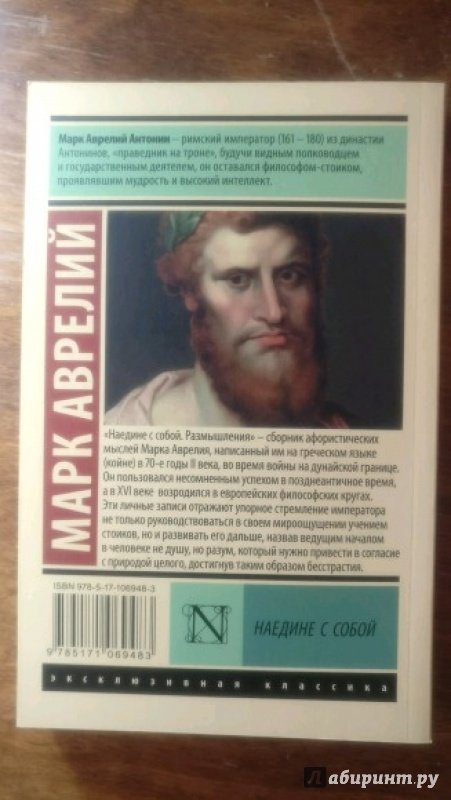 Марк Аврелий Антонин – римский император (161 – 180) из династии
Антонинов, «праведник на троне», будучи видным полководцем
и государственным деятелем, он оставался философом-стоиком,
проявлявшим мудрость и высокий интеллект.
МАРК АВРЕЛИЙ
«Наедине с собой. Размышления» – сборник афористических
мыслей Марка Аврелия, написанный им на греческом языке
(койне) в 70-е годы II века, во время войны на дунайской границе.
Он пользовался несомненным успехом в позднеантичное время,
а в XVI веке возродился в европейских философских кругах.
Эти личные записи отражают упорное стремление императора
не только руководствоваться в своем мироощущении учением
стоиков, но и развивать его дальше, назвав ведущим началом
в человеке не душу, но разум, который нужно привести в согласие
с природой целого, достигнув таким образом бесстрастия.
ISBN 978-5-17-106948-3
9 785171 069483
N
НАЕДИНЕ С СОБОЙ
эксклюзивная классика
Лабиринт.ру